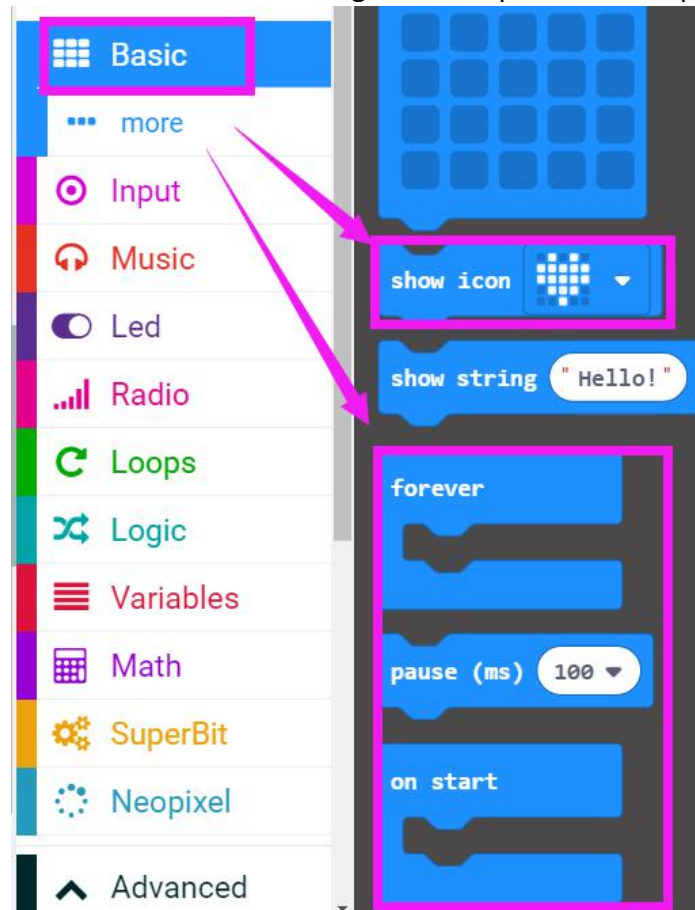 Basic
more
Input
Music
Led
Radio
Loops
Logic
Variables
Math
SuperBit
Neopixel
Advanced
show icon
show string "Hello!"
forever
pause (ms) 100
on start